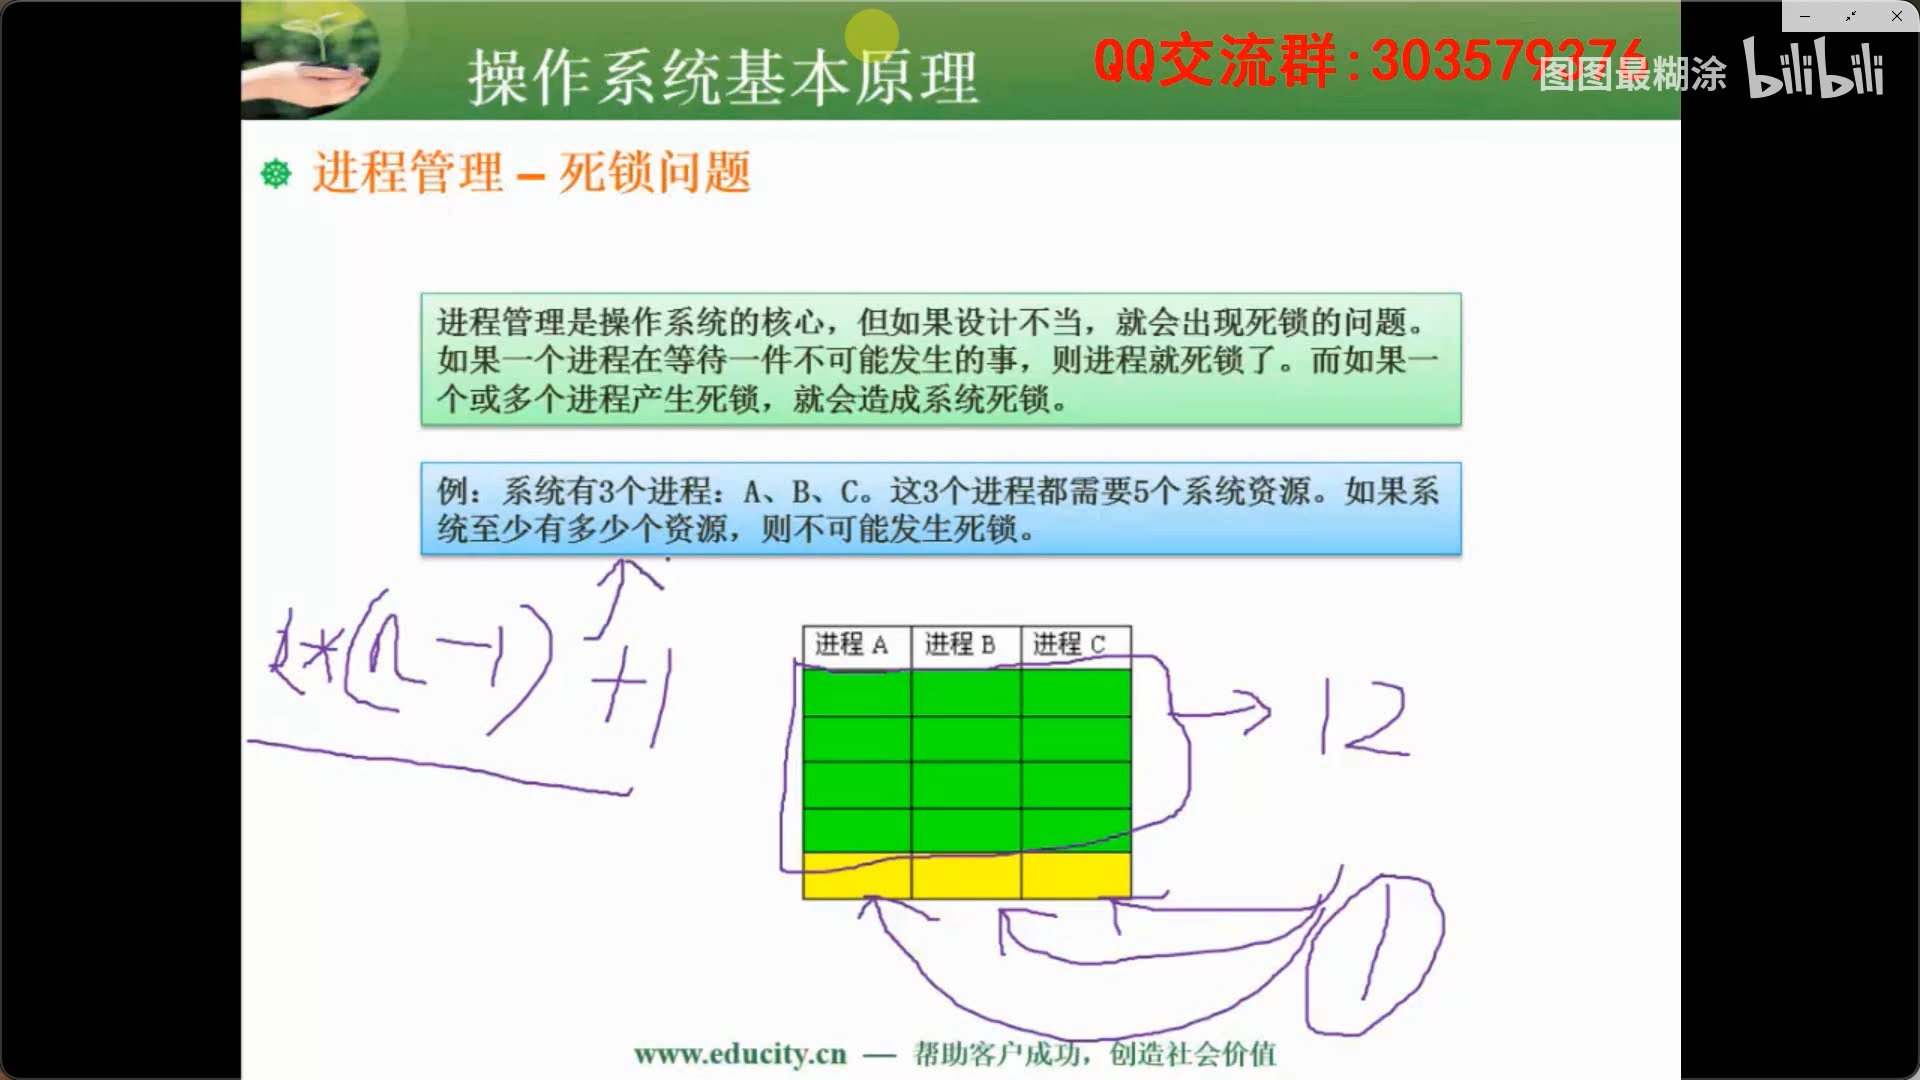 操作系统基本原理
QQ交流群:303579376
图图最糊涂 bilibili
进程管理 – 死锁问题
进程管理是操作系统的核心，但如果设计不当，就会出现死锁的问题。
如果一个进程在等待一件不可能发生的事，则进程就死锁了。而如果一
个或多个进程产生死锁，就会造成系统死锁。
例：系统有3个进程：A、B、C。这3个进程都需要5个系统资源。如果系
统至少有多少个资源，则不可能发生死锁。
*(n-1)+1
进程 A 进程 B 进程 C
12
1
www.educity.cn — 帮助客户成功，创造社会价值